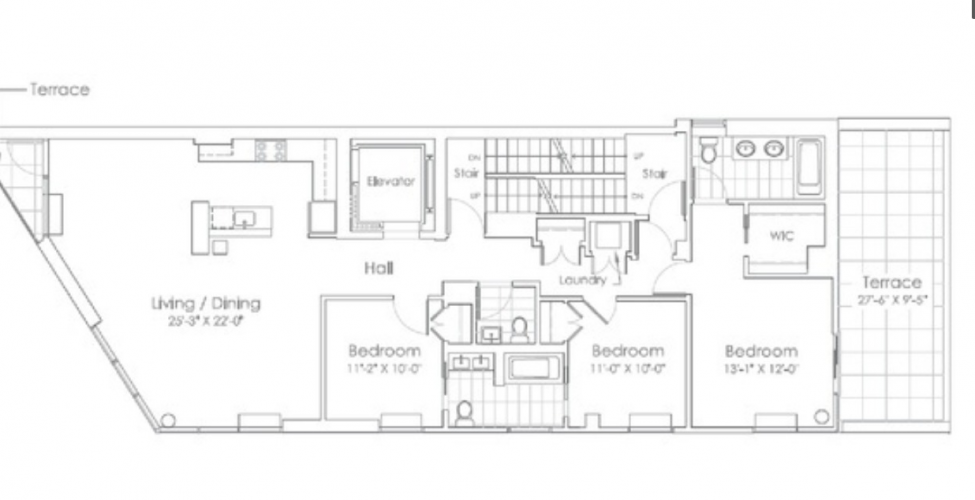 Terrace
Elevator
DN
Stair
UP
UP
Stair
DN
WIC
Hall
Laundry
Terrace
27'-6" X 9'-5"
Living / Dining
25'-3" X 22'-0"
Bedroom
11'-2" X 10'-0"
Bedroom
11'-0" X 10'-0"
Bedroom
13'-1" X 12'-0"